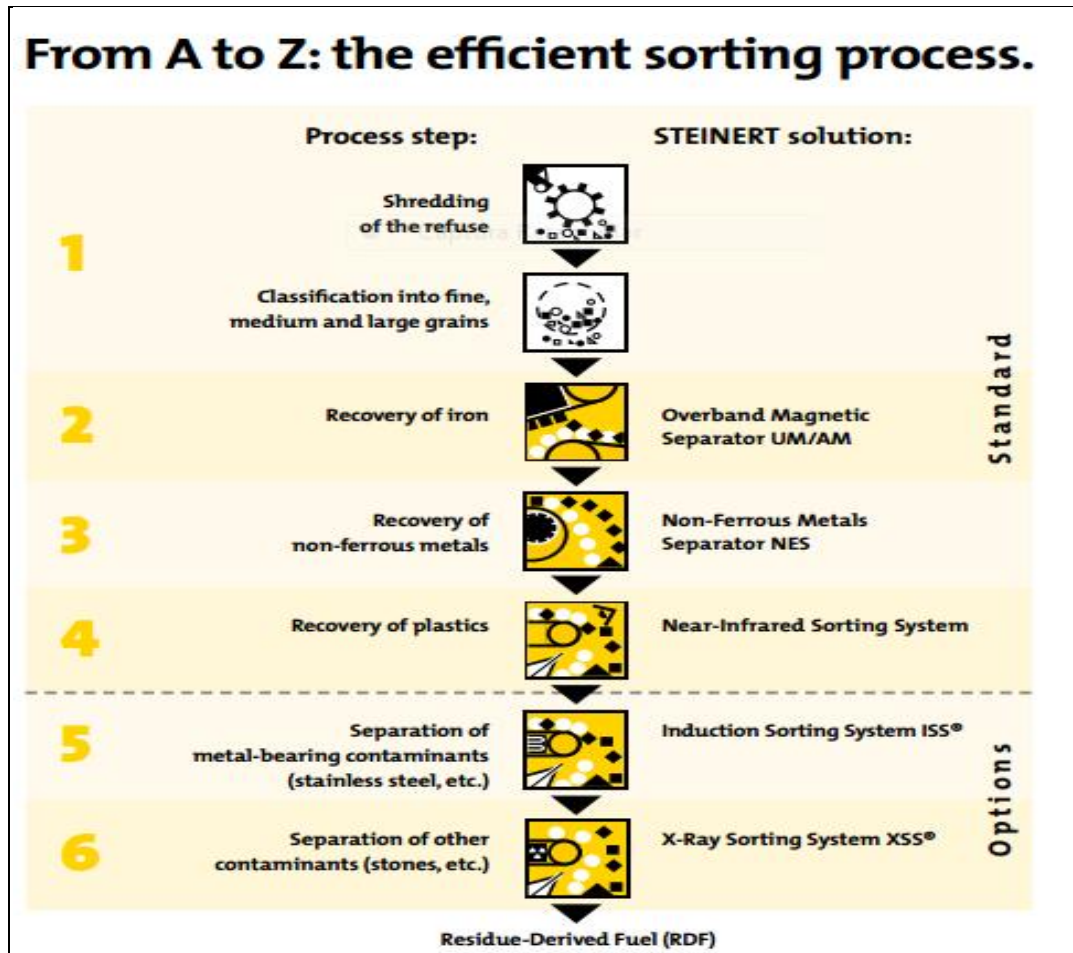 From A to Z: the efficient sorting process.
Process step:
STEINERT solution:
1
Shredding
of the refuse
Classification into fine,
medium and large grains
2
Recovery of iron
Overband Magnetic
Separator UM/AM
3
Recovery of
non-ferrous metals
Non-Ferrous Metals
Separator NES
4
Recovery of plastics
Near-Infrared Sorting System
Standard
5
Separation of
metal-bearing contaminants
(stainless steel, etc.)
Induction Sorting System ISS®
6
Separation of other
contaminants (stones, etc.)
X-Ray Sorting System XSS®
Options
Residue-Derived Fuel (RDF)